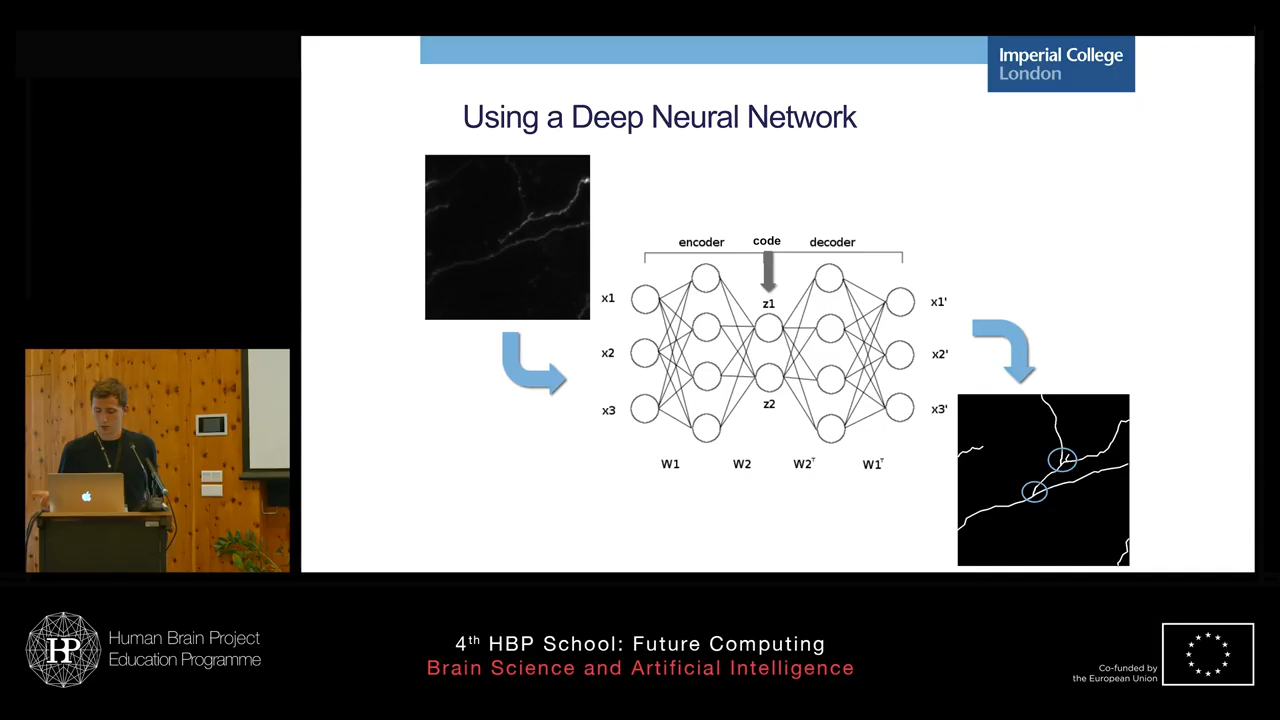 Imperial College
London
Using a Deep Neural Network
encoder code decoder
z1
x1 x1'
x2 x2'
x3 x3'
z2
W1 W2 W2ᵀ W1ᵀ
HP
Human Brain Project
Education Programme
4th HBP School: Future Computing
Brain Science and Artificial Intelligence
Co-funded by
the European Union